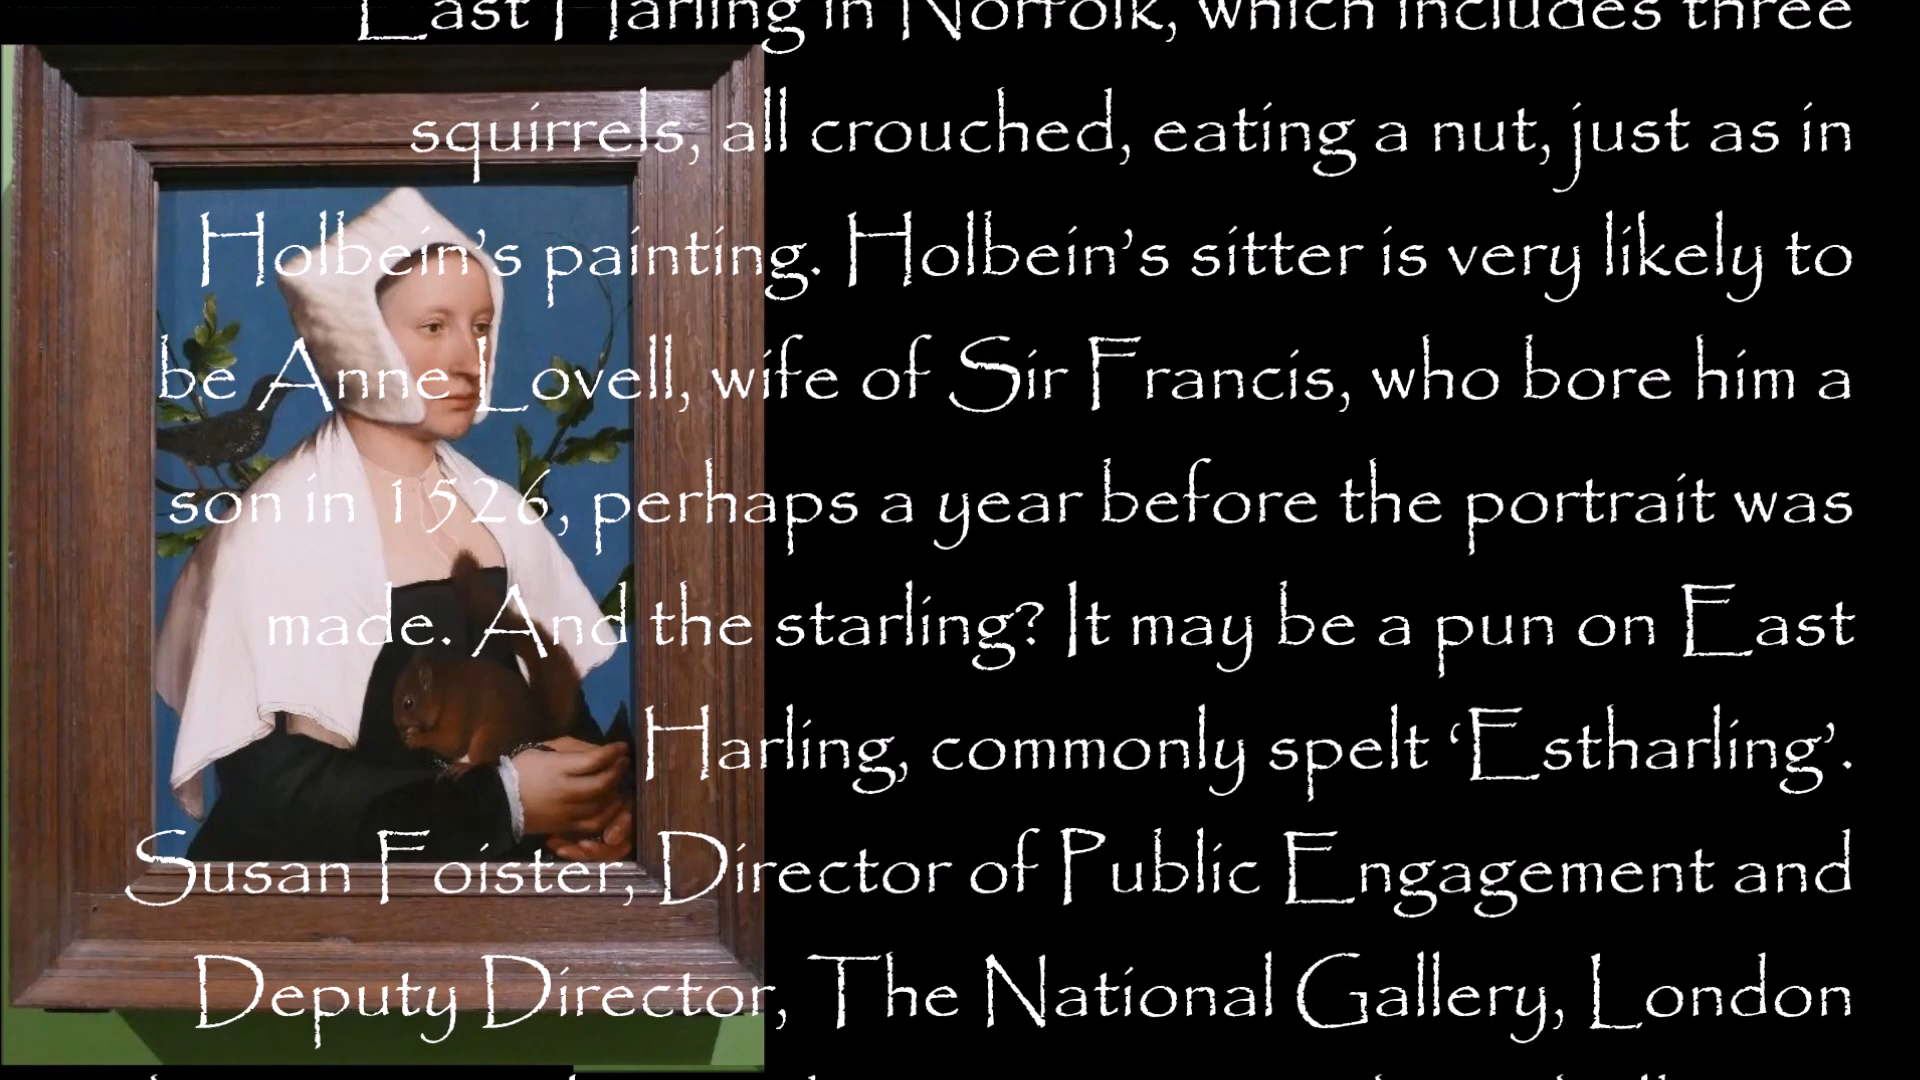 East Harling in Norfolk, which includes three
squirrels, all crouched, eating a nut, just as in
Holbein’s painting. Holbein’s sitter is very likely to
be Anne Lovell, wife of Sir Francis, who bore him a
son in 1526, perhaps a year before the portrait was
made. And the starling? It may be a pun on East
Harling, commonly spelt ‘Estharling’.
Susan Foister, Director of Public Engagement and
Deputy Director, The National Gallery, London